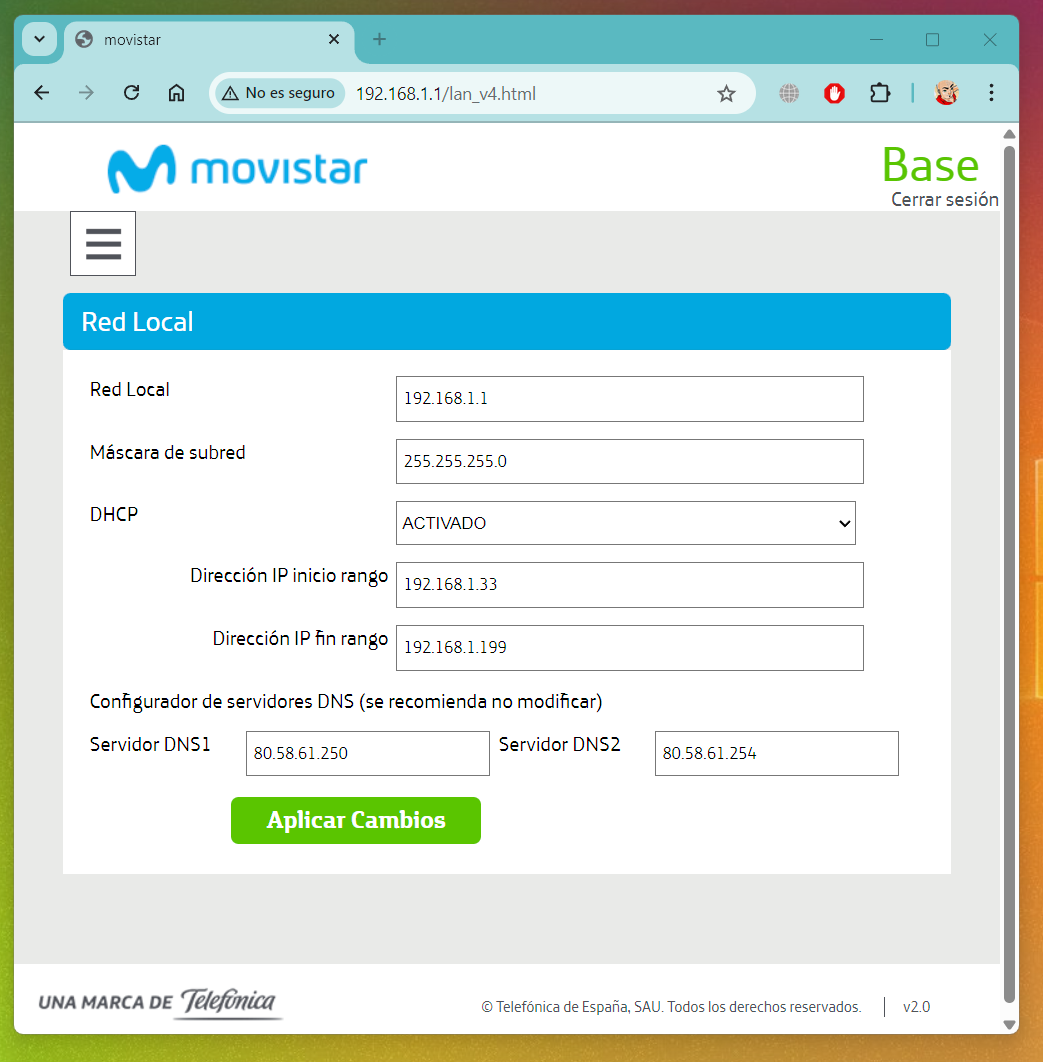 movistar
No es seguro
192.168.1.1/lan_v4.html
movistar
Base
Cerrar sesión
Red Local
Red Local
192.168.1.1
Máscara de subred
255.255.255.0
DHCP
ACTIVADO
Dirección IP inicio rango
192.168.1.33
Dirección IP fin rango
192.168.1.199
Configurador de servidores DNS (se recomienda no modificar)
Servidor DNS1
80.58.61.250
Servidor DNS2
80.58.61.254
Aplicar Cambios
UNA MARCA DE Telefónica
© Telefónica de España, SAU. Todos los derechos reservados.
v2.0